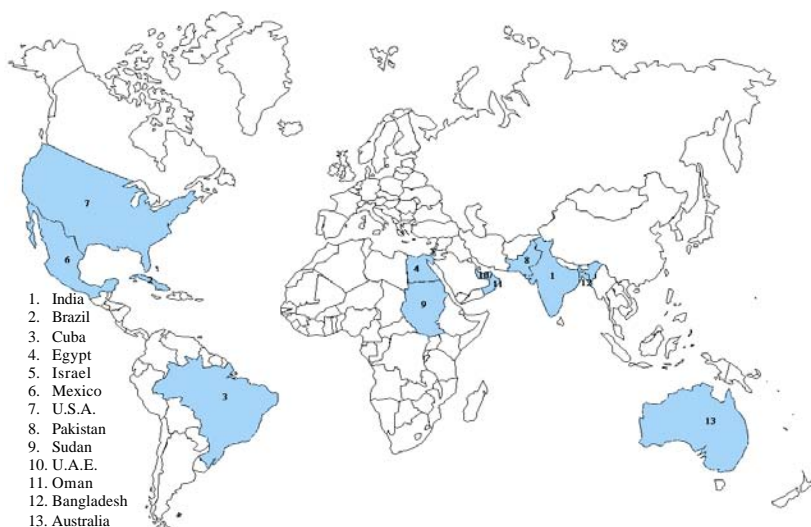 7
6
2
3
4
9
10
11
8
1
12
13
1. India
2. Brazil
3. Cuba
4. Egypt
5. Israel
6. Mexico
7. U.S.A.
8. Pakistan
9. Sudan
10. U.A.E.
11. Oman
12. Bangladesh
13. Australia